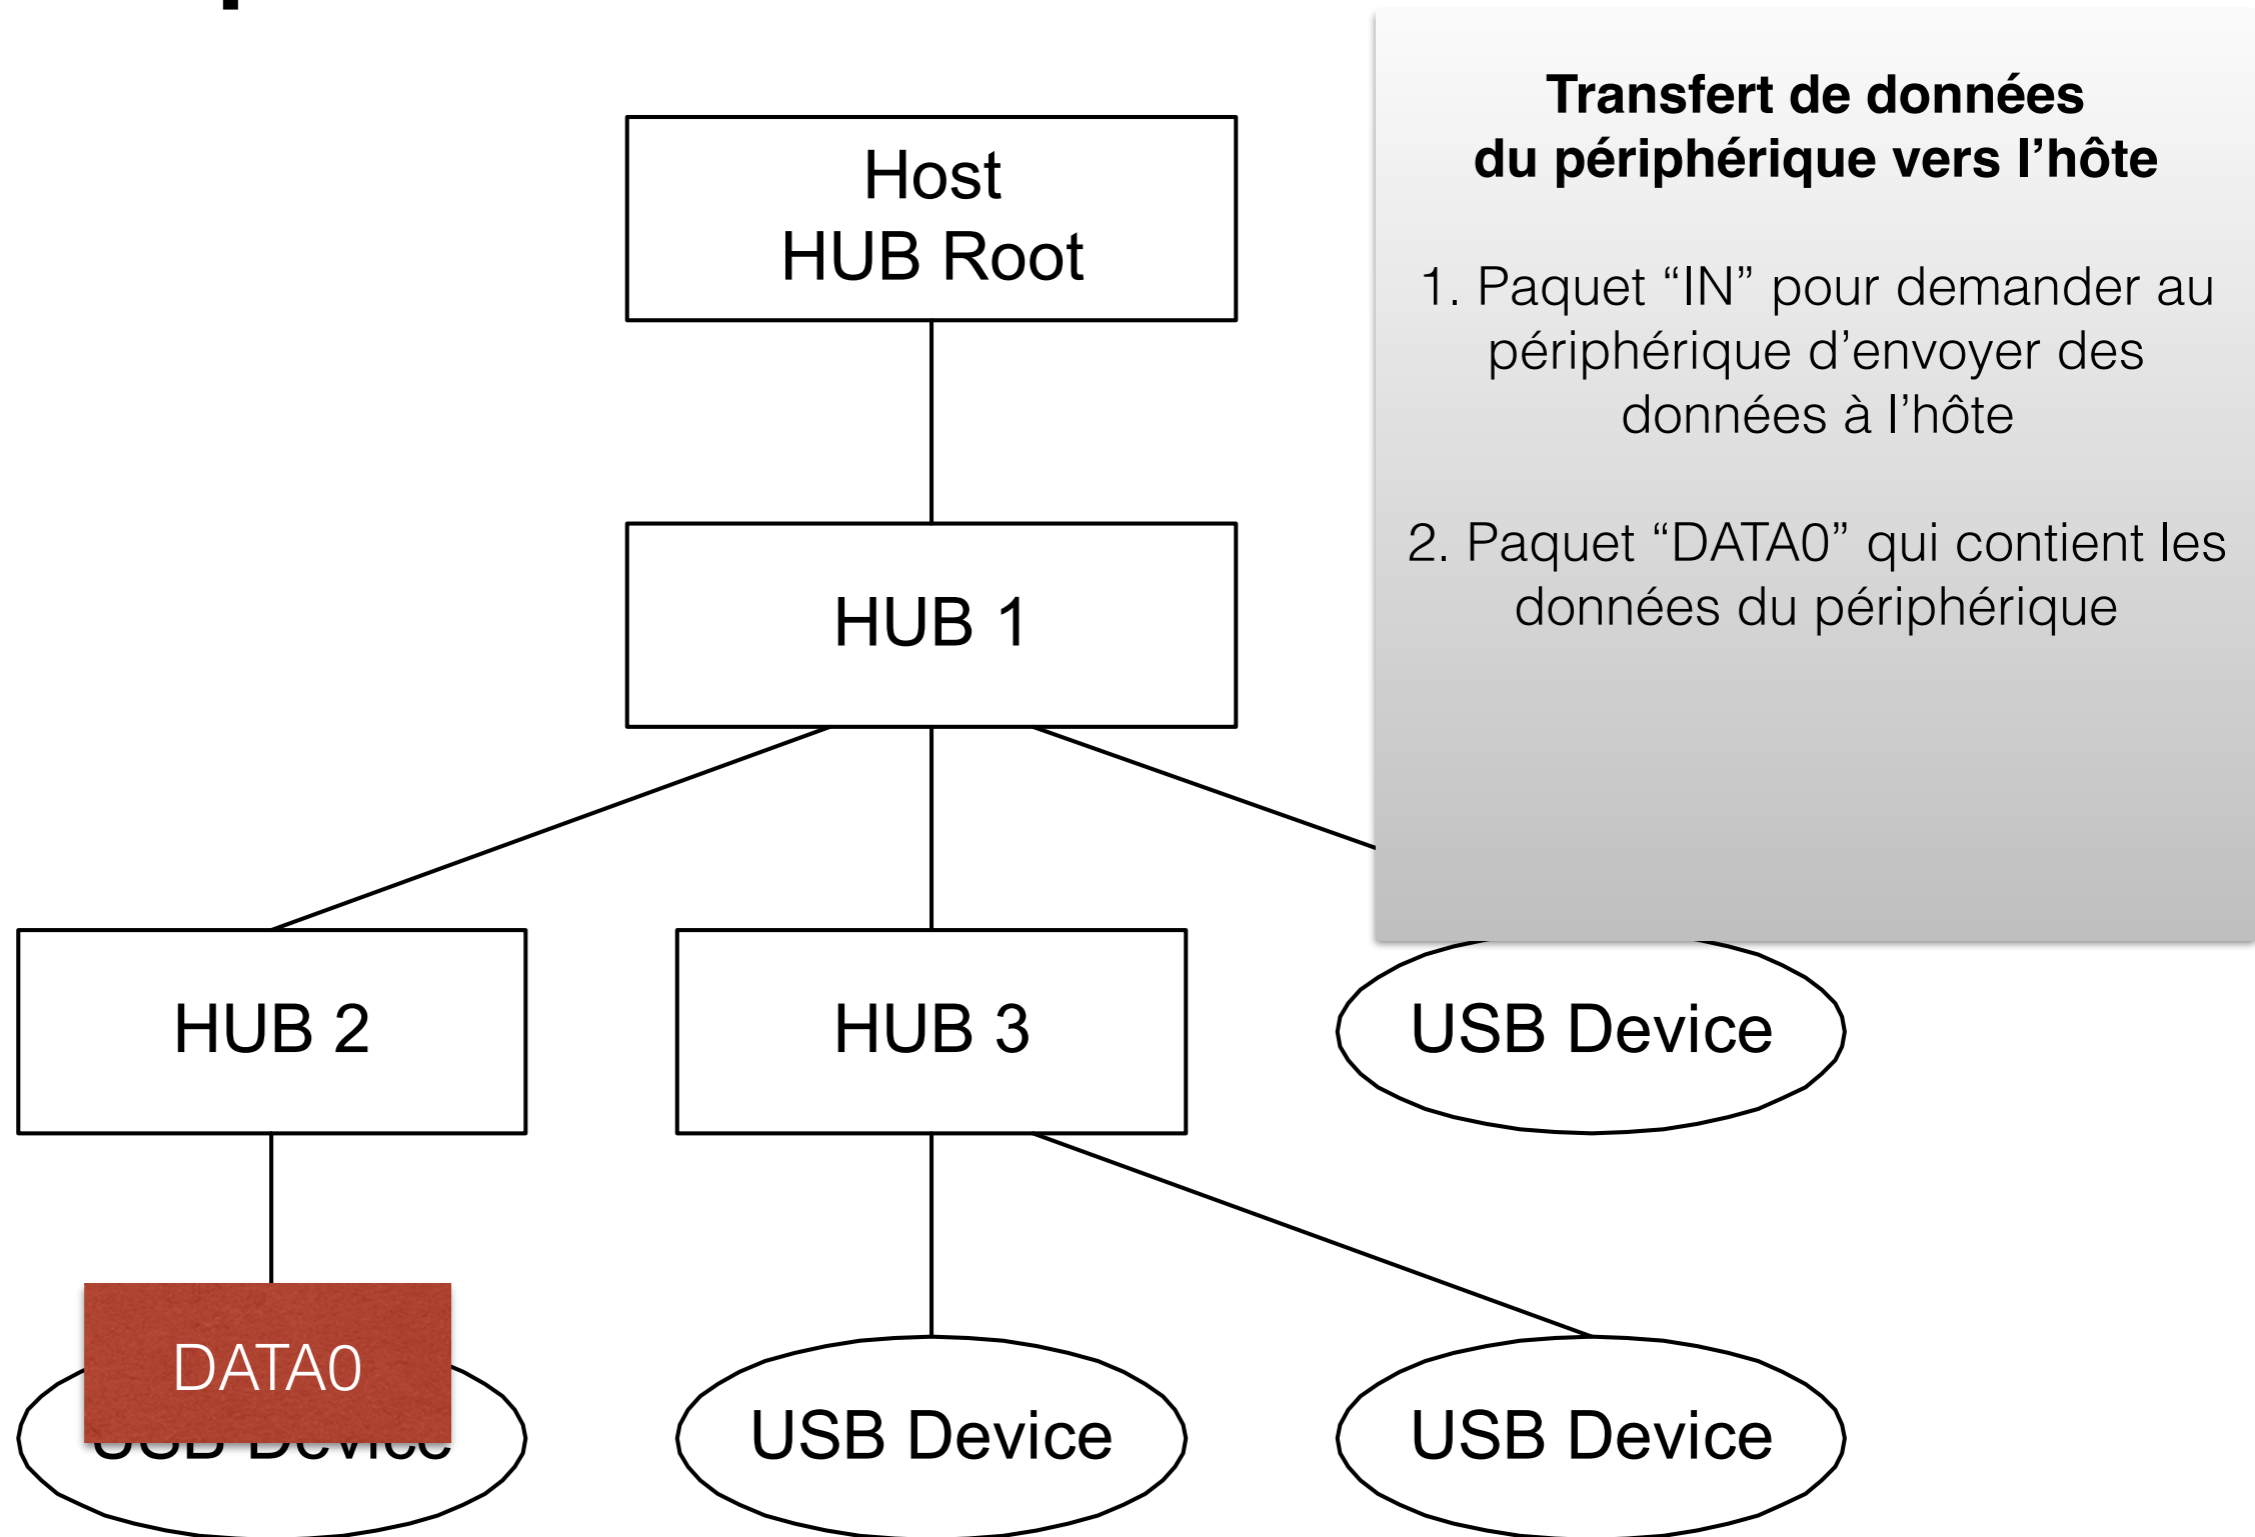 Host
HUB Root
HUB 1
HUB 2
HUB 3
USB Device
DATA0
USB Device
USB Device
USB Device
Transfert de données
du périphérique vers l’hôte
1. Paquet “IN” pour demander au
périphérique d’envoyer des
données à l’hôte
2. Paquet “DATA0” qui contient les
données du périphérique